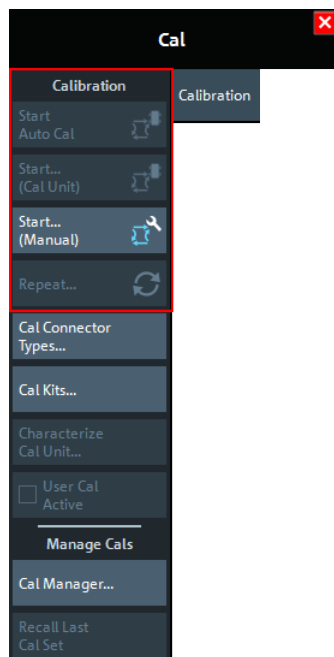 Cal
Calibration
Calibration
Start
Auto Cal
Start...
(Cal Unit)
Start...
(Manual)
Repeat...
Cal Connector
Types...
Cal Kits...
Characterize
Cal Unit...
User Cal
Active
Manage Cals
Cal Manager...
Recall Last
Cal Set